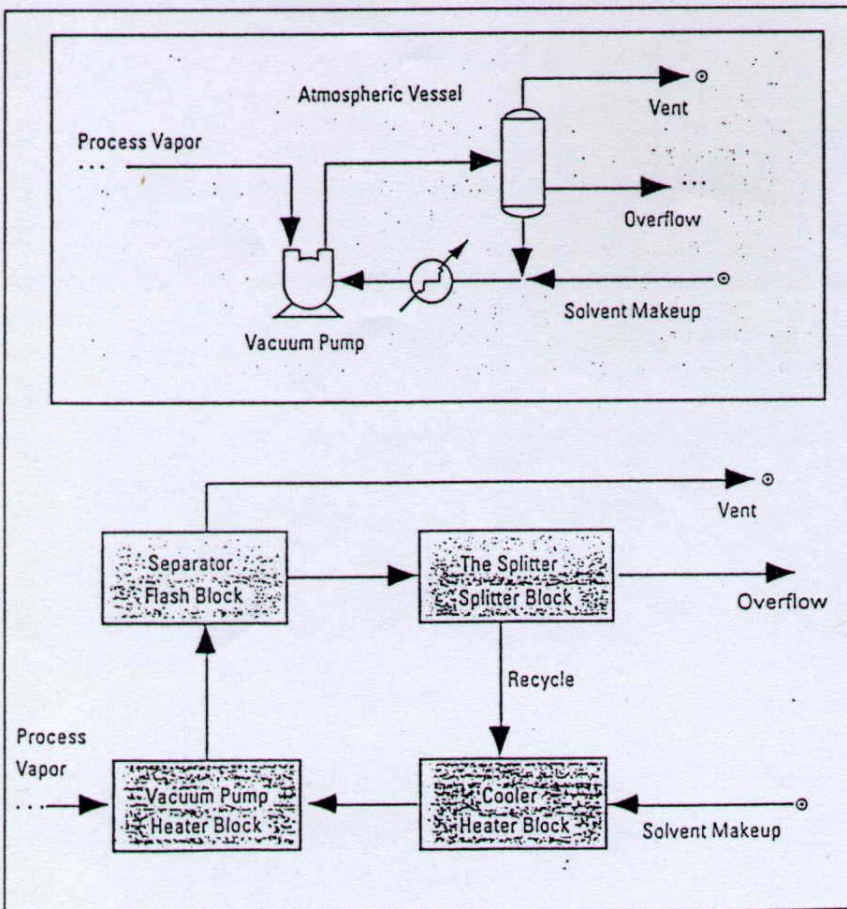 Atmospheric Vessel
Vent
Process Vapor
Overflow
Solvent Makeup
Vacuum Pump
Vent
Separator
Flash Block
The Splitter
Splitter Block
Overflow
Recycle
Process
Vapor
Vacuum Pump
Heater Block
Cooler
Heater Block
Solvent Makeup